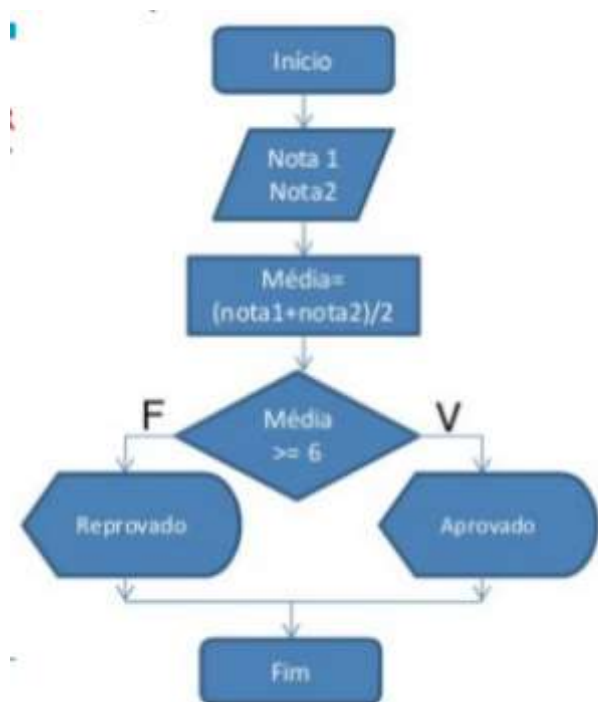 Início
Nota 1
Nota2
Média=
(nota1+nota2)/2
F
V
Média
>= 6
Reprovado
Aprovado
Fim